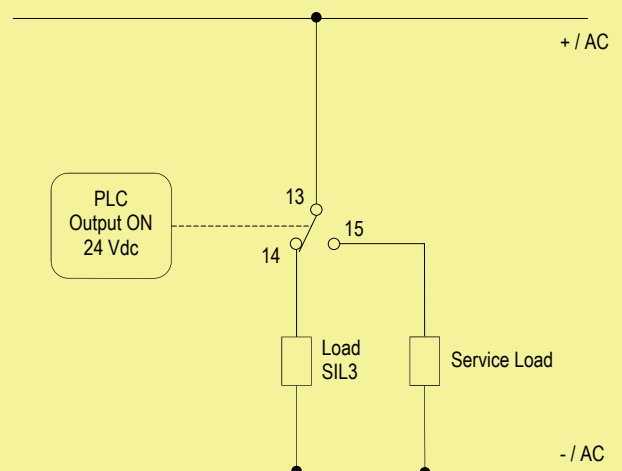 + / AC
PLC
Output ON
24 Vdc
13
14
15
Load
SIL3
Service Load
- / AC